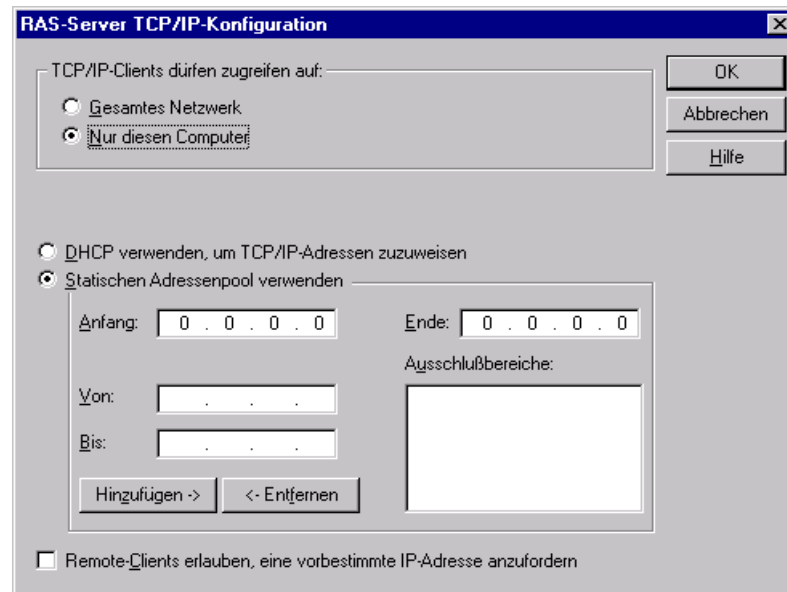 RAS-Server TCP/IP-Konfiguration
TCP/IP-Clients dürfen zugreifen auf:
Gesamtes Netzwerk
Nur diesen Computer
OK
Abbrechen
Hilfe
DHCP verwenden, um TCP/IP-Adressen zuzuweisen
Statischen Adressenpool verwenden
Anfang: 0 . 0 . 0 . 0 Ende: 0 . 0 . 0 . 0
Ausschlußbereiche:
Von: . . .
Bis: . . .
Hinzufügen -> <- Entfernen
Remote-Clients erlauben, eine vorbestimmte IP-Adresse anzufordern